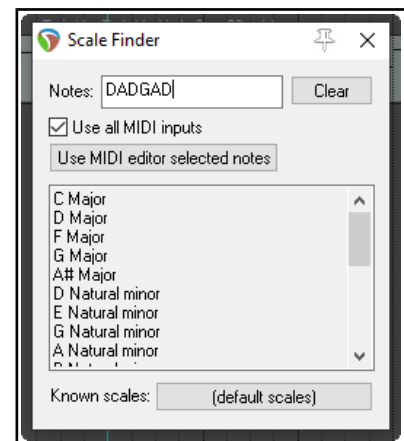 Scale Finder
Notes: DADGAD Clear
Use all MIDI inputs
Use MIDI editor selected notes
C Major
D Major
F Major
G Major
A# Major
D Natural minor
E Natural minor
G Natural minor
A Natural minor
Known scales: (default scales)